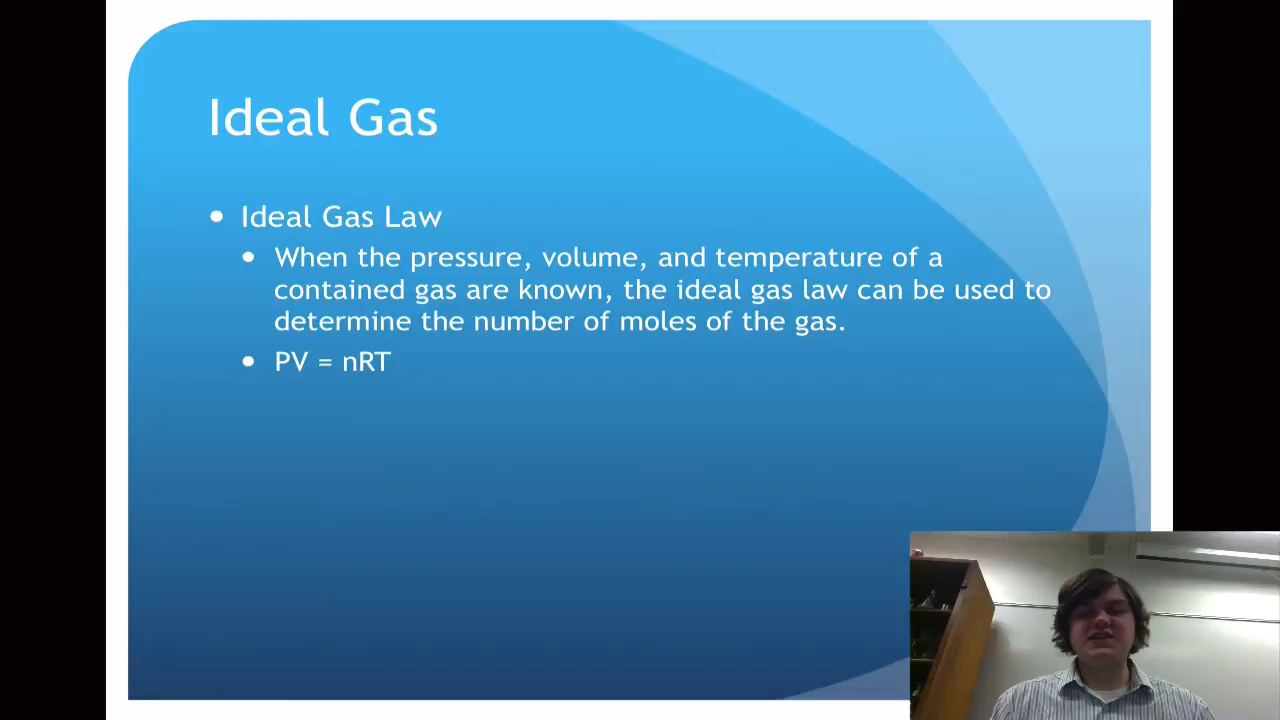 Ideal Gas
Ideal Gas Law
When the pressure, volume, and temperature of a
contained gas are known, the ideal gas law can be used to
determine the number of moles of the gas.
PV = nRT